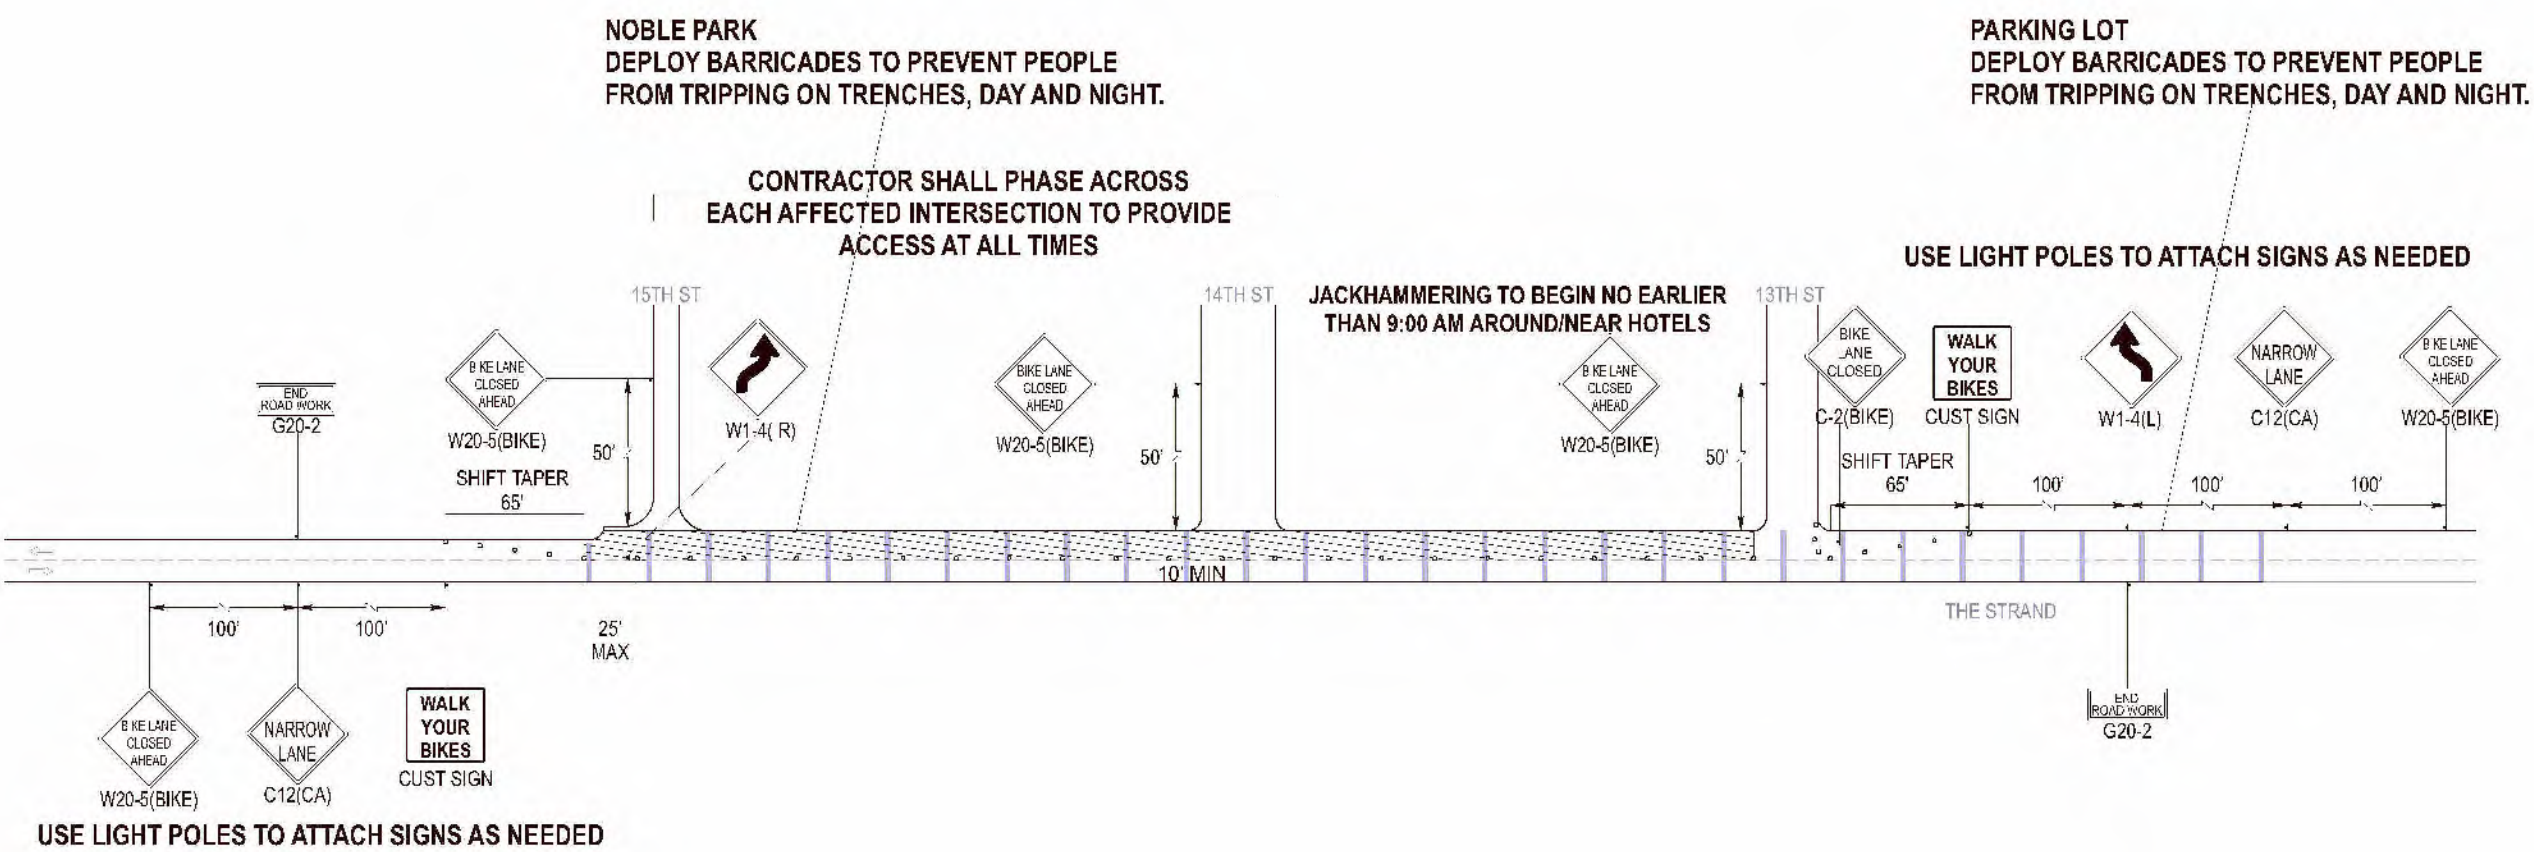 NOBLE PARK
DEPLOY BARRICADES TO PREVENT PEOPLE
FROM TRIPPING ON TRENCHES, DAY AND NIGHT.
PARKING LOT
DEPLOY BARRICADES TO PREVENT PEOPLE
FROM TRIPPING ON TRENCHES, DAY AND NIGHT.
CONTRACTOR SHALL PHASE ACROSS
EACH AFFECTED INTERSECTION TO PROVIDE
ACCESS AT ALL TIMES
USE LIGHT POLES TO ATTACH SIGNS AS NEEDED
15TH ST
14TH ST
JACKHAMMERING TO BEGIN NO EARLIER
THAN 9:00 AM AROUND/NEAR HOTELS
13TH ST
END
ROAD WORK
G20-2
B KE LANE
CLOSED
AHEAD
W20-5(BIKE)
SHIFT TAPER
65'
50'
W1-4( R)
BIKE LANE
CLOSED
AHEAD
W20-5(BIKE)
50'
B KE LANE
CLOSED
AHEAD
W20-5(BIKE)
50'
BIKE
LANE
CLOSED
C-2(BIKE)
WALK
YOUR
BIKES
CUST SIGN
W1-4(L)
NARROW
LANE
C12(CA)
B KE LANE
CLOSED
AHEAD
W20-5(BIKE)
SHIFT TAPER
65'
100'
100'
100'
10' MIN
THE STRAND
100'
100'
25'
MAX
B KE LANE
CLOSED
AHEAD
W20-5(BIKE)
NARROW
LANE
C12(CA)
WALK
YOUR
BIKES
CUST SIGN
END
ROAD WORK
G20-2
USE LIGHT POLES TO ATTACH SIGNS AS NEEDED